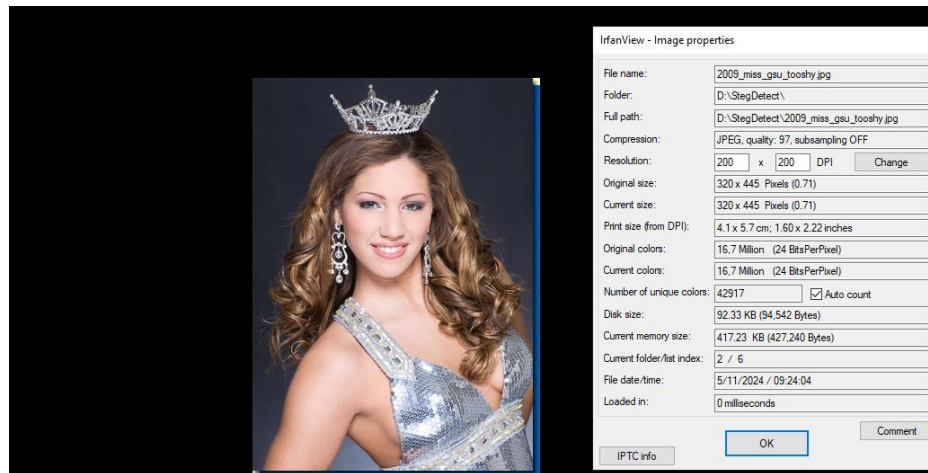 IrfanView - Image properties
File name: 2009_miss_gsu_tooshy.jpg
Folder: D:\StegDetect\
Full path: D:\StegDetect\2009_miss_gsu_tooshy.jpg
Compression: JPEG, quality: 97, subsampling OFF
Resolution: 200 x 200 DPI Change
Original size: 320 x 445 Pixels (0.71)
Current size: 320 x 445 Pixels (0.71)
Print size (from DPI): 4.1 x 5.7 cm; 1.60 x 2.22 inches
Original colors: 16,7 Million (24 BitsPerPixel)
Current colors: 16,7 Million (24 BitsPerPixel)
Number of unique colors: 42917 Auto count
Disk size: 92.33 KB (94,542 Bytes)
Current memory size: 417.23 KB (427,240 Bytes)
Current folder/list index: 2 / 6
File date/time: 5/11/2024 / 09:24:04
Loaded in: 0 milliseconds
Comment
OK
IPTC info